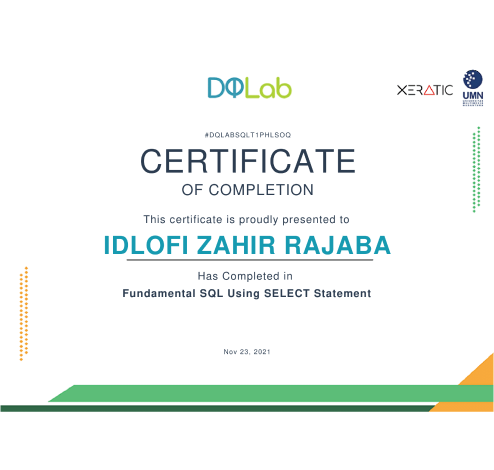 DQLab
XERATIC
UMN
#DQLABSQLT1PHLSOQ
CERTIFICATE
OF COMPLETION
This certificate is proudly presented to
IDLOFI ZAHIR RAJABA
Has Completed in
Fundamental SQL Using SELECT Statement
Nov 23, 2021